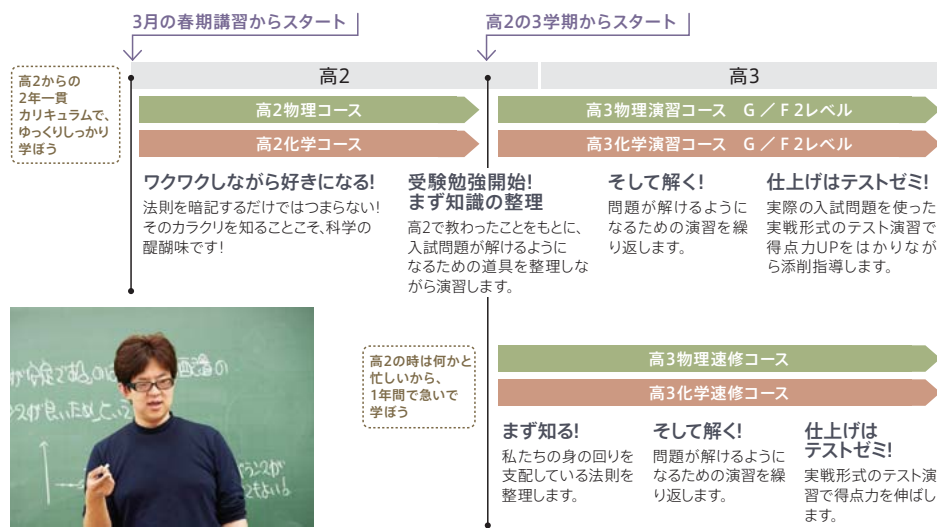 3月の春期講習からスタート
高2の3学期からスタート
高2
高3
高2からの
2年一貫
カリキュラムで、
ゆっくりしっかり
学ぼう
高2物理コース
高3物理演習コース G ／ F 2レベル
高2化学コース
高3化学演習コース G ／ F 2レベル
ワクワクしながら好きになる!
法則を暗記するだけではつまらない!
そのカラクリを知ることこそ、科学の
醍醐味です!
受験勉強開始!
まず知識の整理
高2で教わったことをもとに、
入試問題が解けるように
なるための道具を整理しな
がら演習します。
そして解く!
問題が解けるように
なるための演習を繰
り返します。
仕上げはテストゼミ!
実際の入試問題を使った
実戦形式のテスト演習で
得点力UPをはかりなが
ら添削指導します。
高2の時は何かと
忙しいから、
1年間で急いで
学ぼう
高3物理速修コース
高3化学速修コース
まず知る!
私たちの身の回りを
支配している法則を
整理します。
そして解く!
問題が解けるように
なるための演習を繰
り返します。
仕上げは
テストゼミ!
実戦形式のテスト演
習で得点力を伸ばし
ます。
が安定であるのは
の
スが良いため、とい